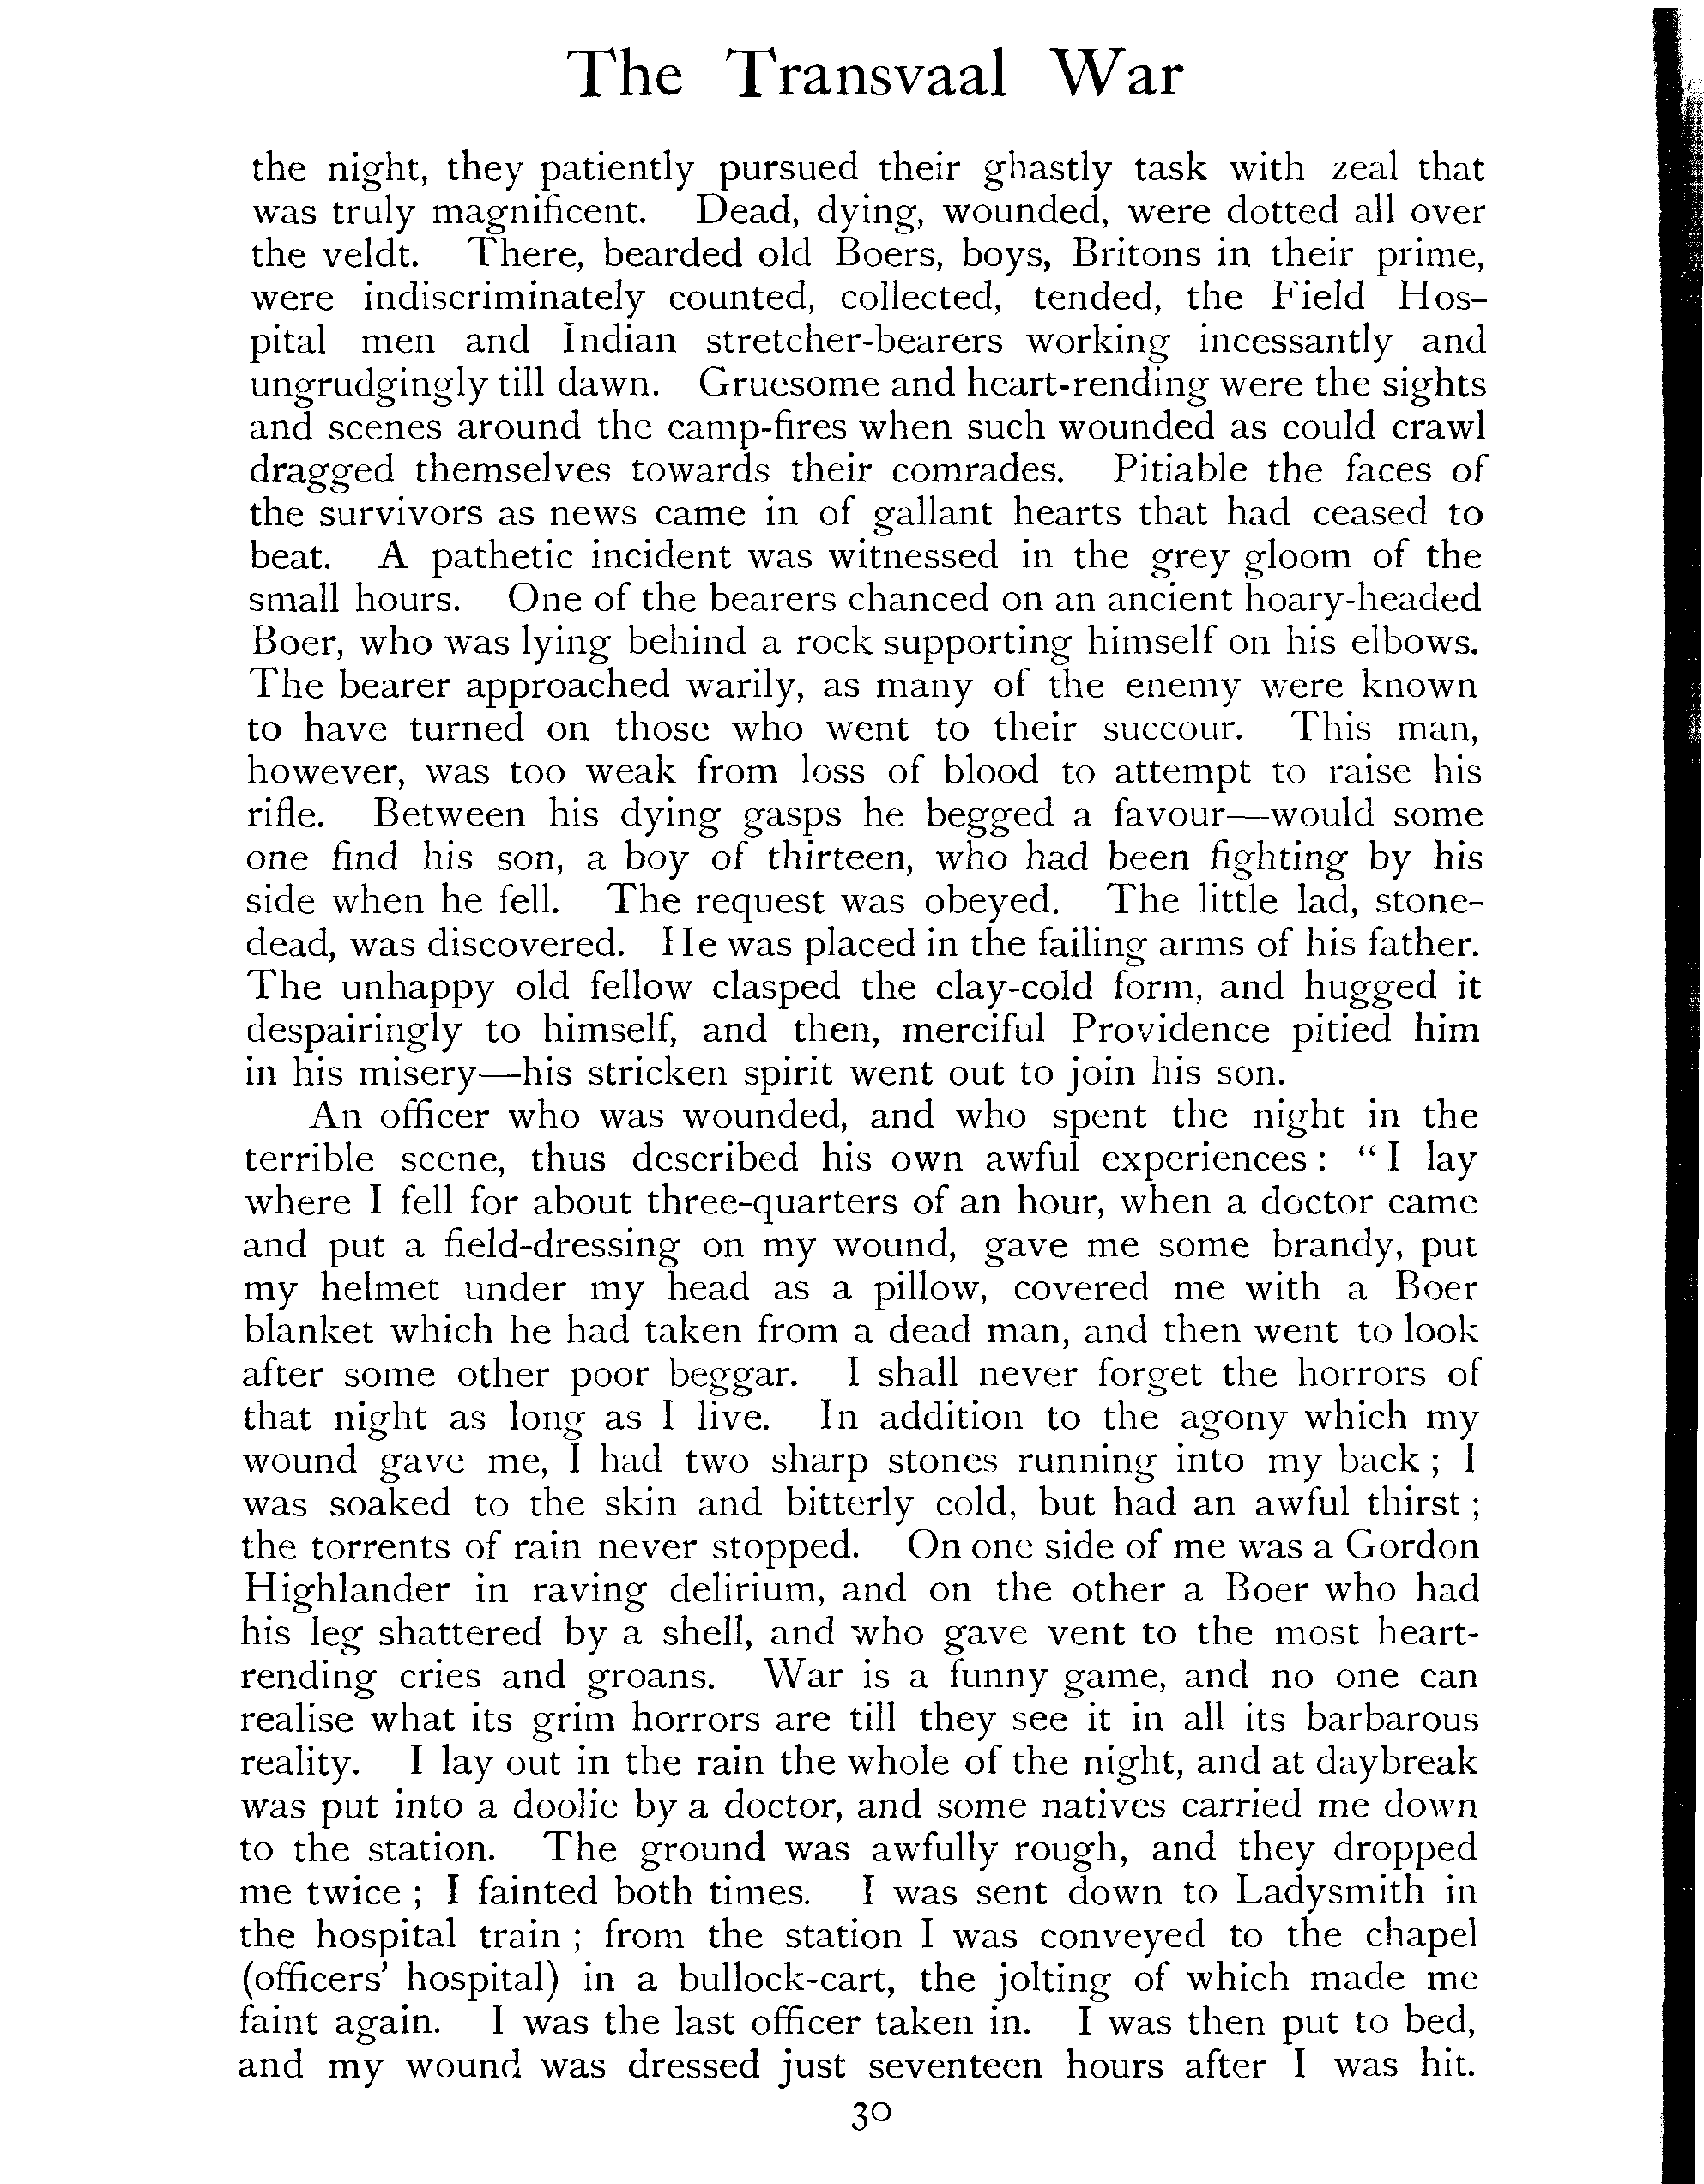 The Transvaal War
the night, they patiently pursued their ghastly task with zeal that
was truly magnificent. Dead, dying, wounded, were dotted all over
the veldt. There, bearded old Boers, boys, Britons in their prime,
were indiscriminately counted, collected, tended, the Field Hos-
pital men and Indian stretcher-bearers working incessantly and
ungrudgingly till dawn. Gruesome and heart-rending were the sights
and scenes around the camp-fires when such wounded as could crawl
dragged themselves towards their comrades. Pitiable the faces of
the survivors as news came in of gallant hearts that had ceased to
beat. A pathetic incident was witnessed in the grey gloom of the
small hours. One of the bearers chanced on an ancient hoary-headed
Boer, who was lying behind a rock supporting himself on his elbows.
The bearer approached warily, as many of the enemy were known
to have turned on those who went to their succour. This man,
however, was too weak from loss of blood to attempt to raise his
rifle. Between his dying gasps he begged a favour—would some
one find his son, a boy of thirteen, who had been fighting by his
side when he fell. The request was obeyed. The little lad, stone-
dead, was discovered. He was placed in the failing arms of his father.
The unhappy old fellow clasped the clay-cold form, and hugged it
despairingly to himself, and then, merciful Providence pitied him
in his misery—his stricken spirit went out to join his son.
An officer who was wounded, and who spent the night in the
terrible scene, thus described his own awful experiences : “ I lay
where I fell for about three-quarters of an hour, when a doctor came
and put a field-dressing on my wound, gave me some brandy, put
my helmet under my head as a pillow, covered me with a Boer
blanket which he had taken from a dead man, and then went to look
after some other poor beggar. I shall never forget the horrors of
that night as long as I live. In addition to the agony which my
wound gave me, I had two sharp stones running into my back ; I
was soaked to the skin and bitterly cold, but had an awful thirst ;
the torrents of rain never stopped. On one side of me was a Gordon
Highlander in raving delirium, and on the other a Boer who had
his leg shattered by a shell, and who gave vent to the most heart-
rending cries and groans. War is a funny game, and no one can
realise what its grim horrors are till they see it in all its barbarous
reality. I lay out in the rain the whole of the night, and at daybreak
was put into a doolie by a doctor, and some natives carried me down
to the station. The ground was awfully rough, and they dropped
me twice ; I fainted both times. I was sent down to Ladysmith in
the hospital train ; from the station I was conveyed to the chapel
(officers’ hospital) in a bullock-cart, the jolting of which made me
faint again. I was the last officer taken in. I was then put to bed,
and my wound was dressed just seventeen hours after I was hit.
30